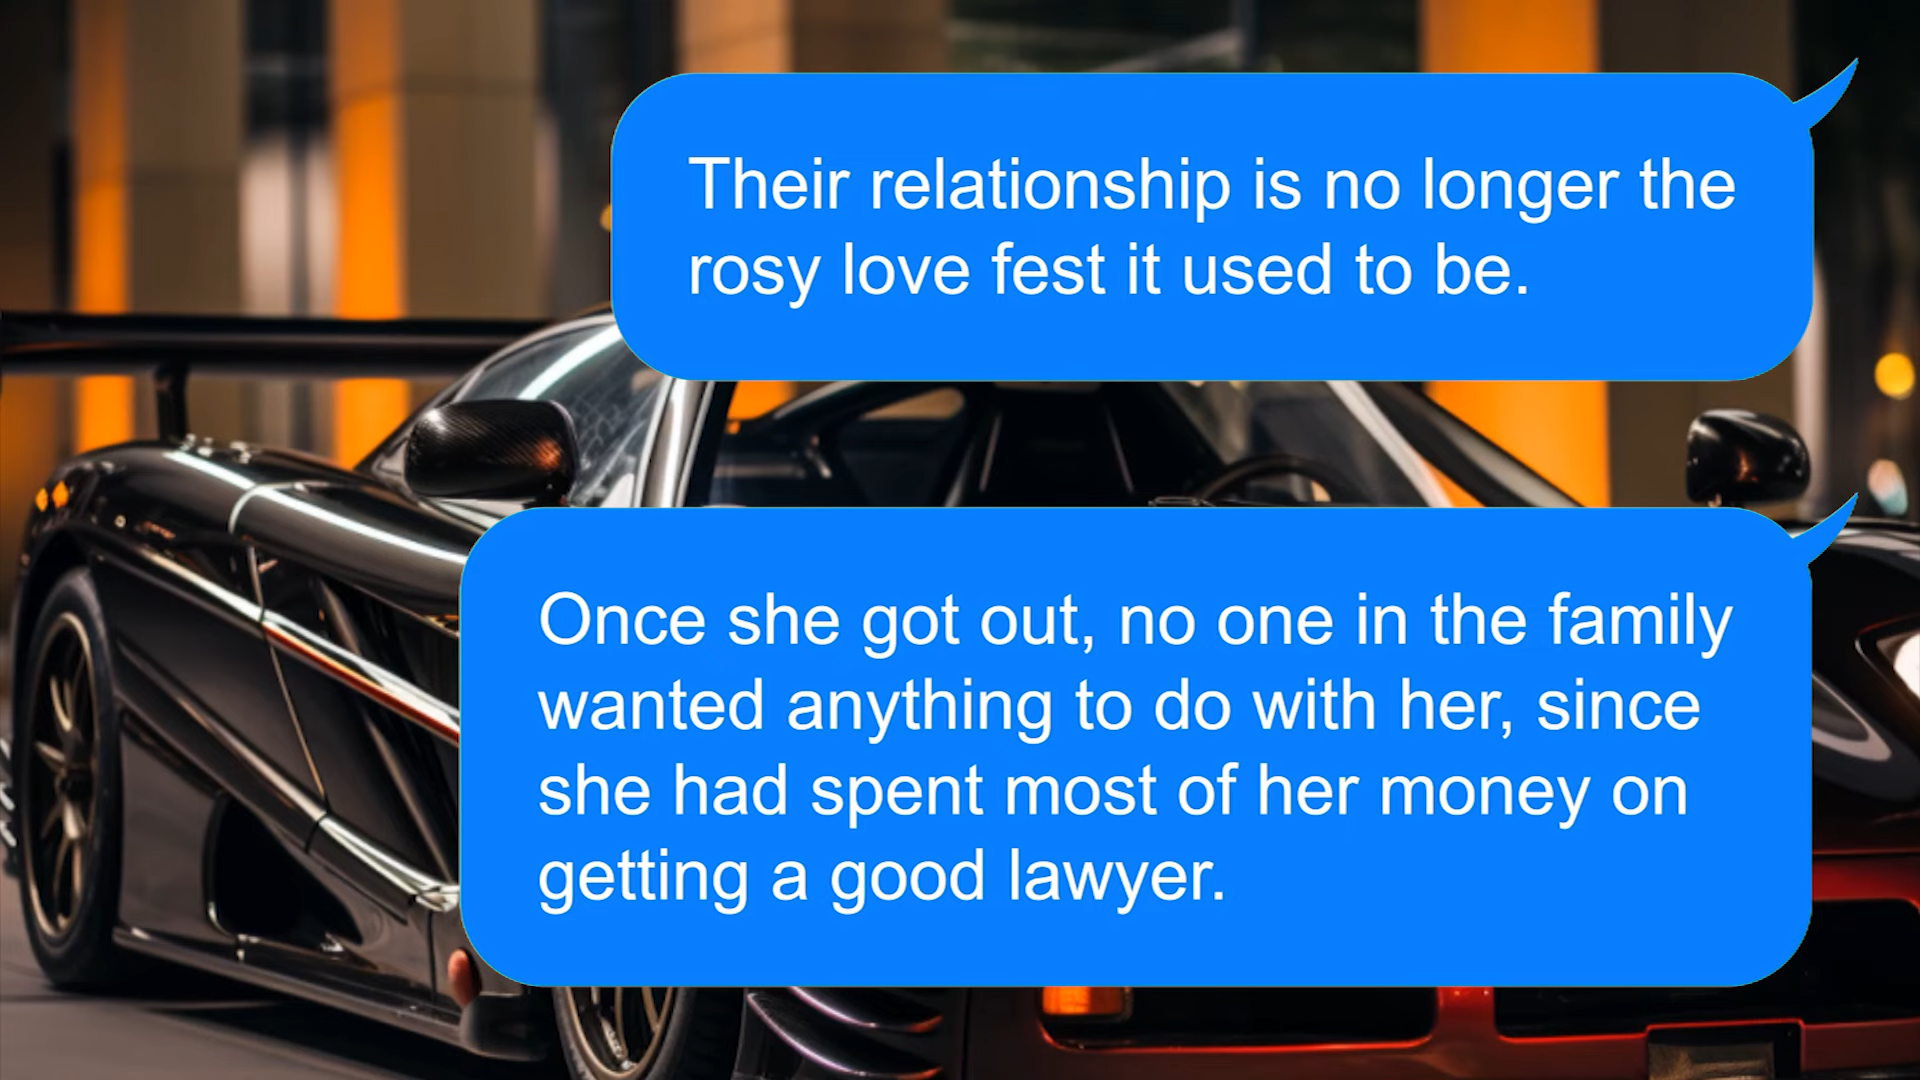 Their relationship is no longer the
rosy love fest it used to be.
Once she got out, no one in the family
wanted anything to do with her, since
she had spent most of her money on
getting a good lawyer.